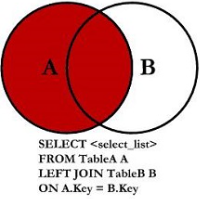 A B
SELECT <select_list>
FROM TableA A
LEFT JOIN TableB B
ON A.Key = B.Key